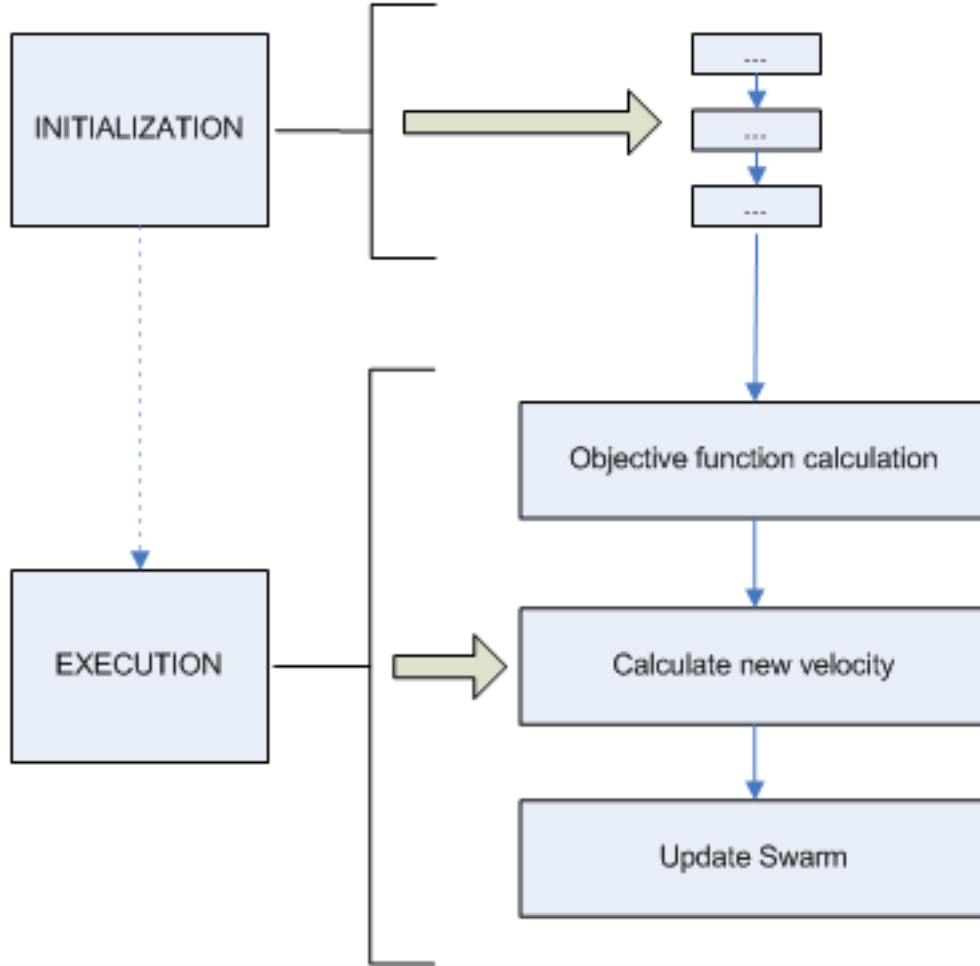 INITIALIZATION
...
...
...
Objective function calculation
EXECUTION
Calculate new velocity
Update Swarm